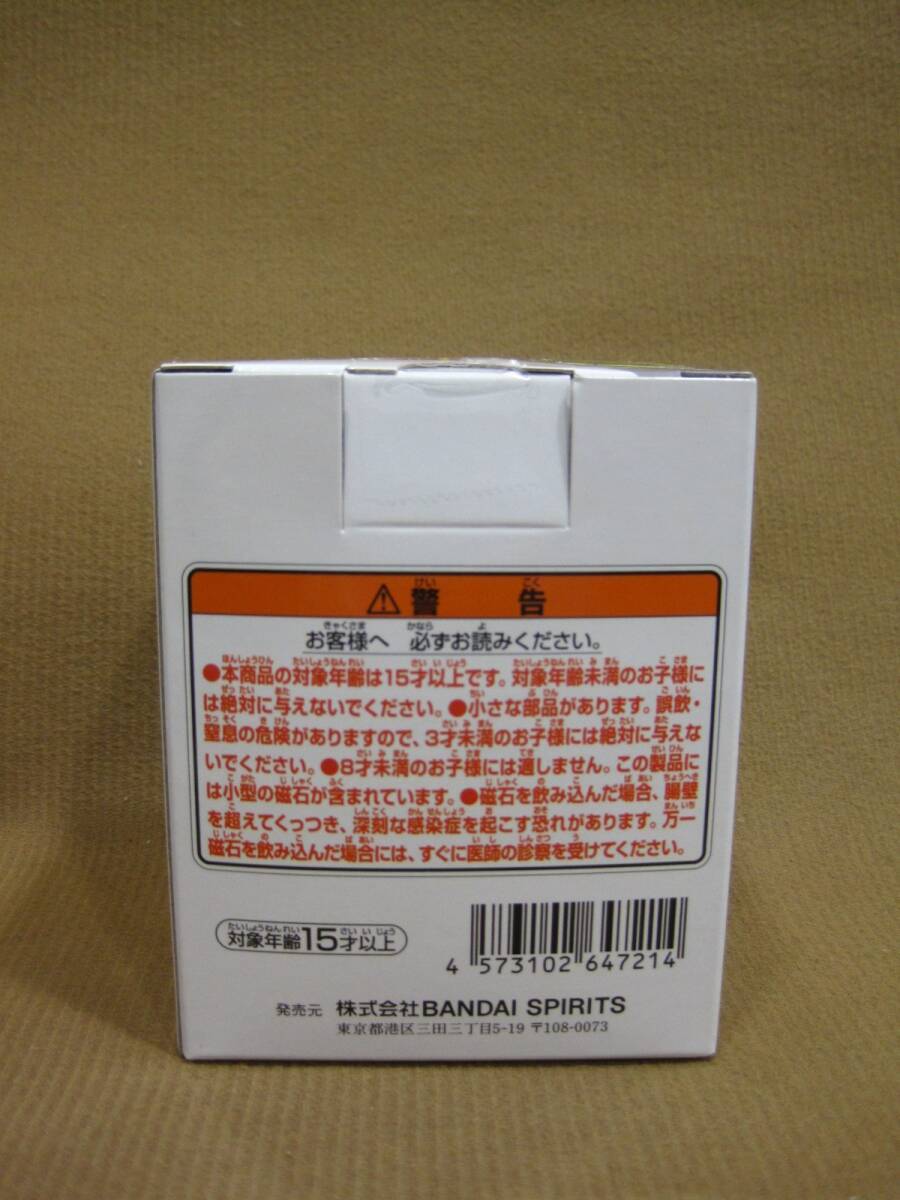 ⚠警告
お客様へ 必ずお読みください。
●本商品の対象年齢は15才以上です。対象年齢未満のお子様に
は絶対に与えないでください。●小さな部品があります。誤飲・
窒息の危険がありますので、3才未満のお子様には絶対に与えな
いでください。●8才未満のお子様には適しません。この製品に
は小型の磁石が含まれています。●磁石を飲み込んだ場合、腸壁
を超えてくっつき、深刻な感染症を起こす恐れがあります。万一
磁石を飲み込んだ場合には、すぐに医師の診察を受けてください。
対象年齢15才以上
4 573102 647214
発売元 株式会社BANDAI SPIRITS
東京都港区三田三丁目5-19 〒108-0073